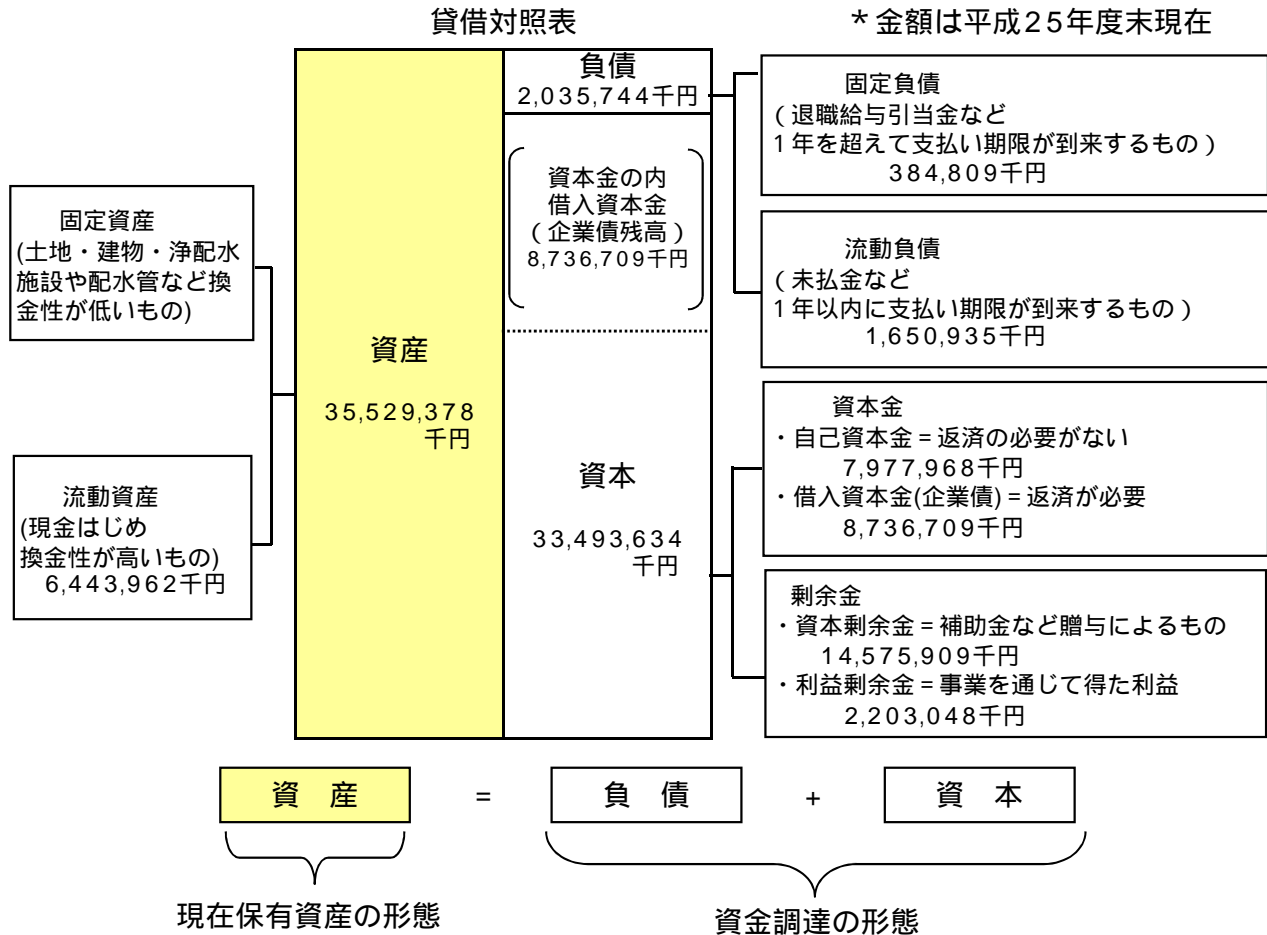 貸借対照表
*金額は平成25年度末現在
固定資産
(土地・建物・浄配水
施設や配水管など換
金性が低いもの)
流動資産
(現金はじめ
換金性が高いもの)
6,443,962千円
資産
35,529,378
千円
負債
2,035,744千円
資本金の内
借入資本金
(企業債残高)
8,736,709千円
資本
33,493,634
千円
固定負債
(退職給与引当金など
1年を超えて支払い期限が到来するもの)
384,809千円
流動負債
(未払金など
1年以内に支払い期限が到来するもの)
1,650,935千円
資本金
・自己資本金=返済の必要がない
7,977,968千円
・借入資本金(企業債)=返済が必要
8,736,709千円
剰余金
・資本剰余金=補助金など贈与によるもの
14,575,909千円
・利益剰余金=事業を通じて得た利益
2,203,048千円
資 産 = 負 債 + 資 本
現在保有資産の形態
資金調達の形態